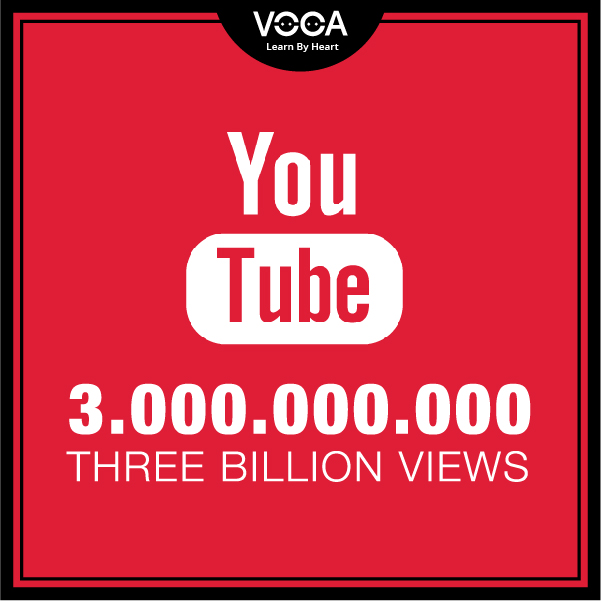 VOCA
Learn By Heart
You
Tube
3.000.000.000
THREE BILLION VIEWS